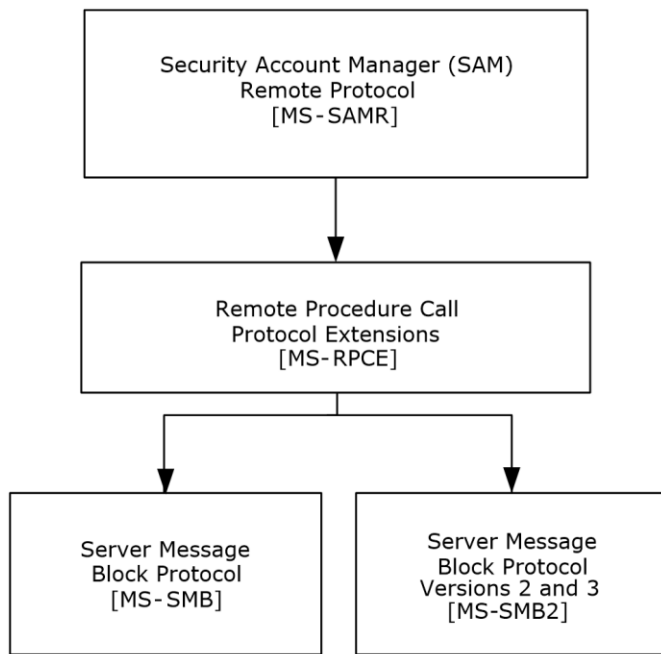 Security Account Manager (SAM)
Remote Protocol
[MS-SAMR]
Remote Procedure Call
Protocol Extensions
[MS-RPCE]
Server Message
Block Protocol
[MS-SMB]
Server Message
Block Protocol
Versions 2 and 3
[MS-SMB2]